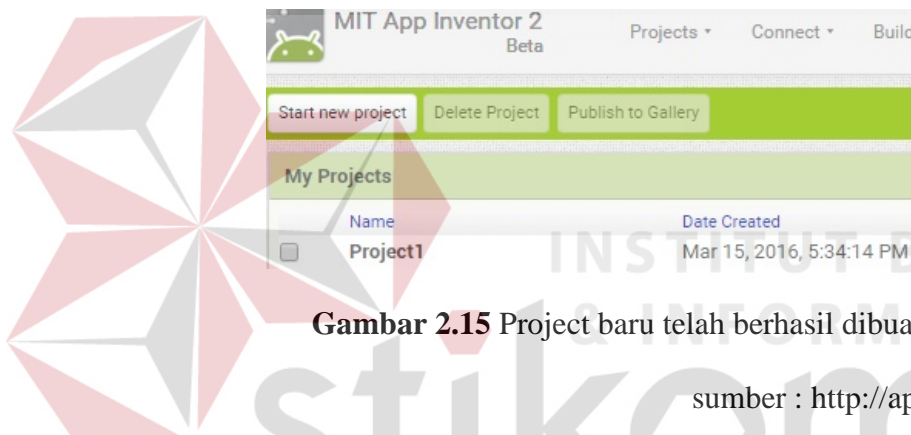 MIT App Inventor 2
Beta
Projects Connect
Start new project Delete Project Publish to Gallery
My Projects
Name Date Created
Project1 Mar 15, 2016, 5:34:14 PM
INSTITUT B
Gambar 2.15 Project baru telah berhasil
& INFORM
sumber : http://ap
stikom